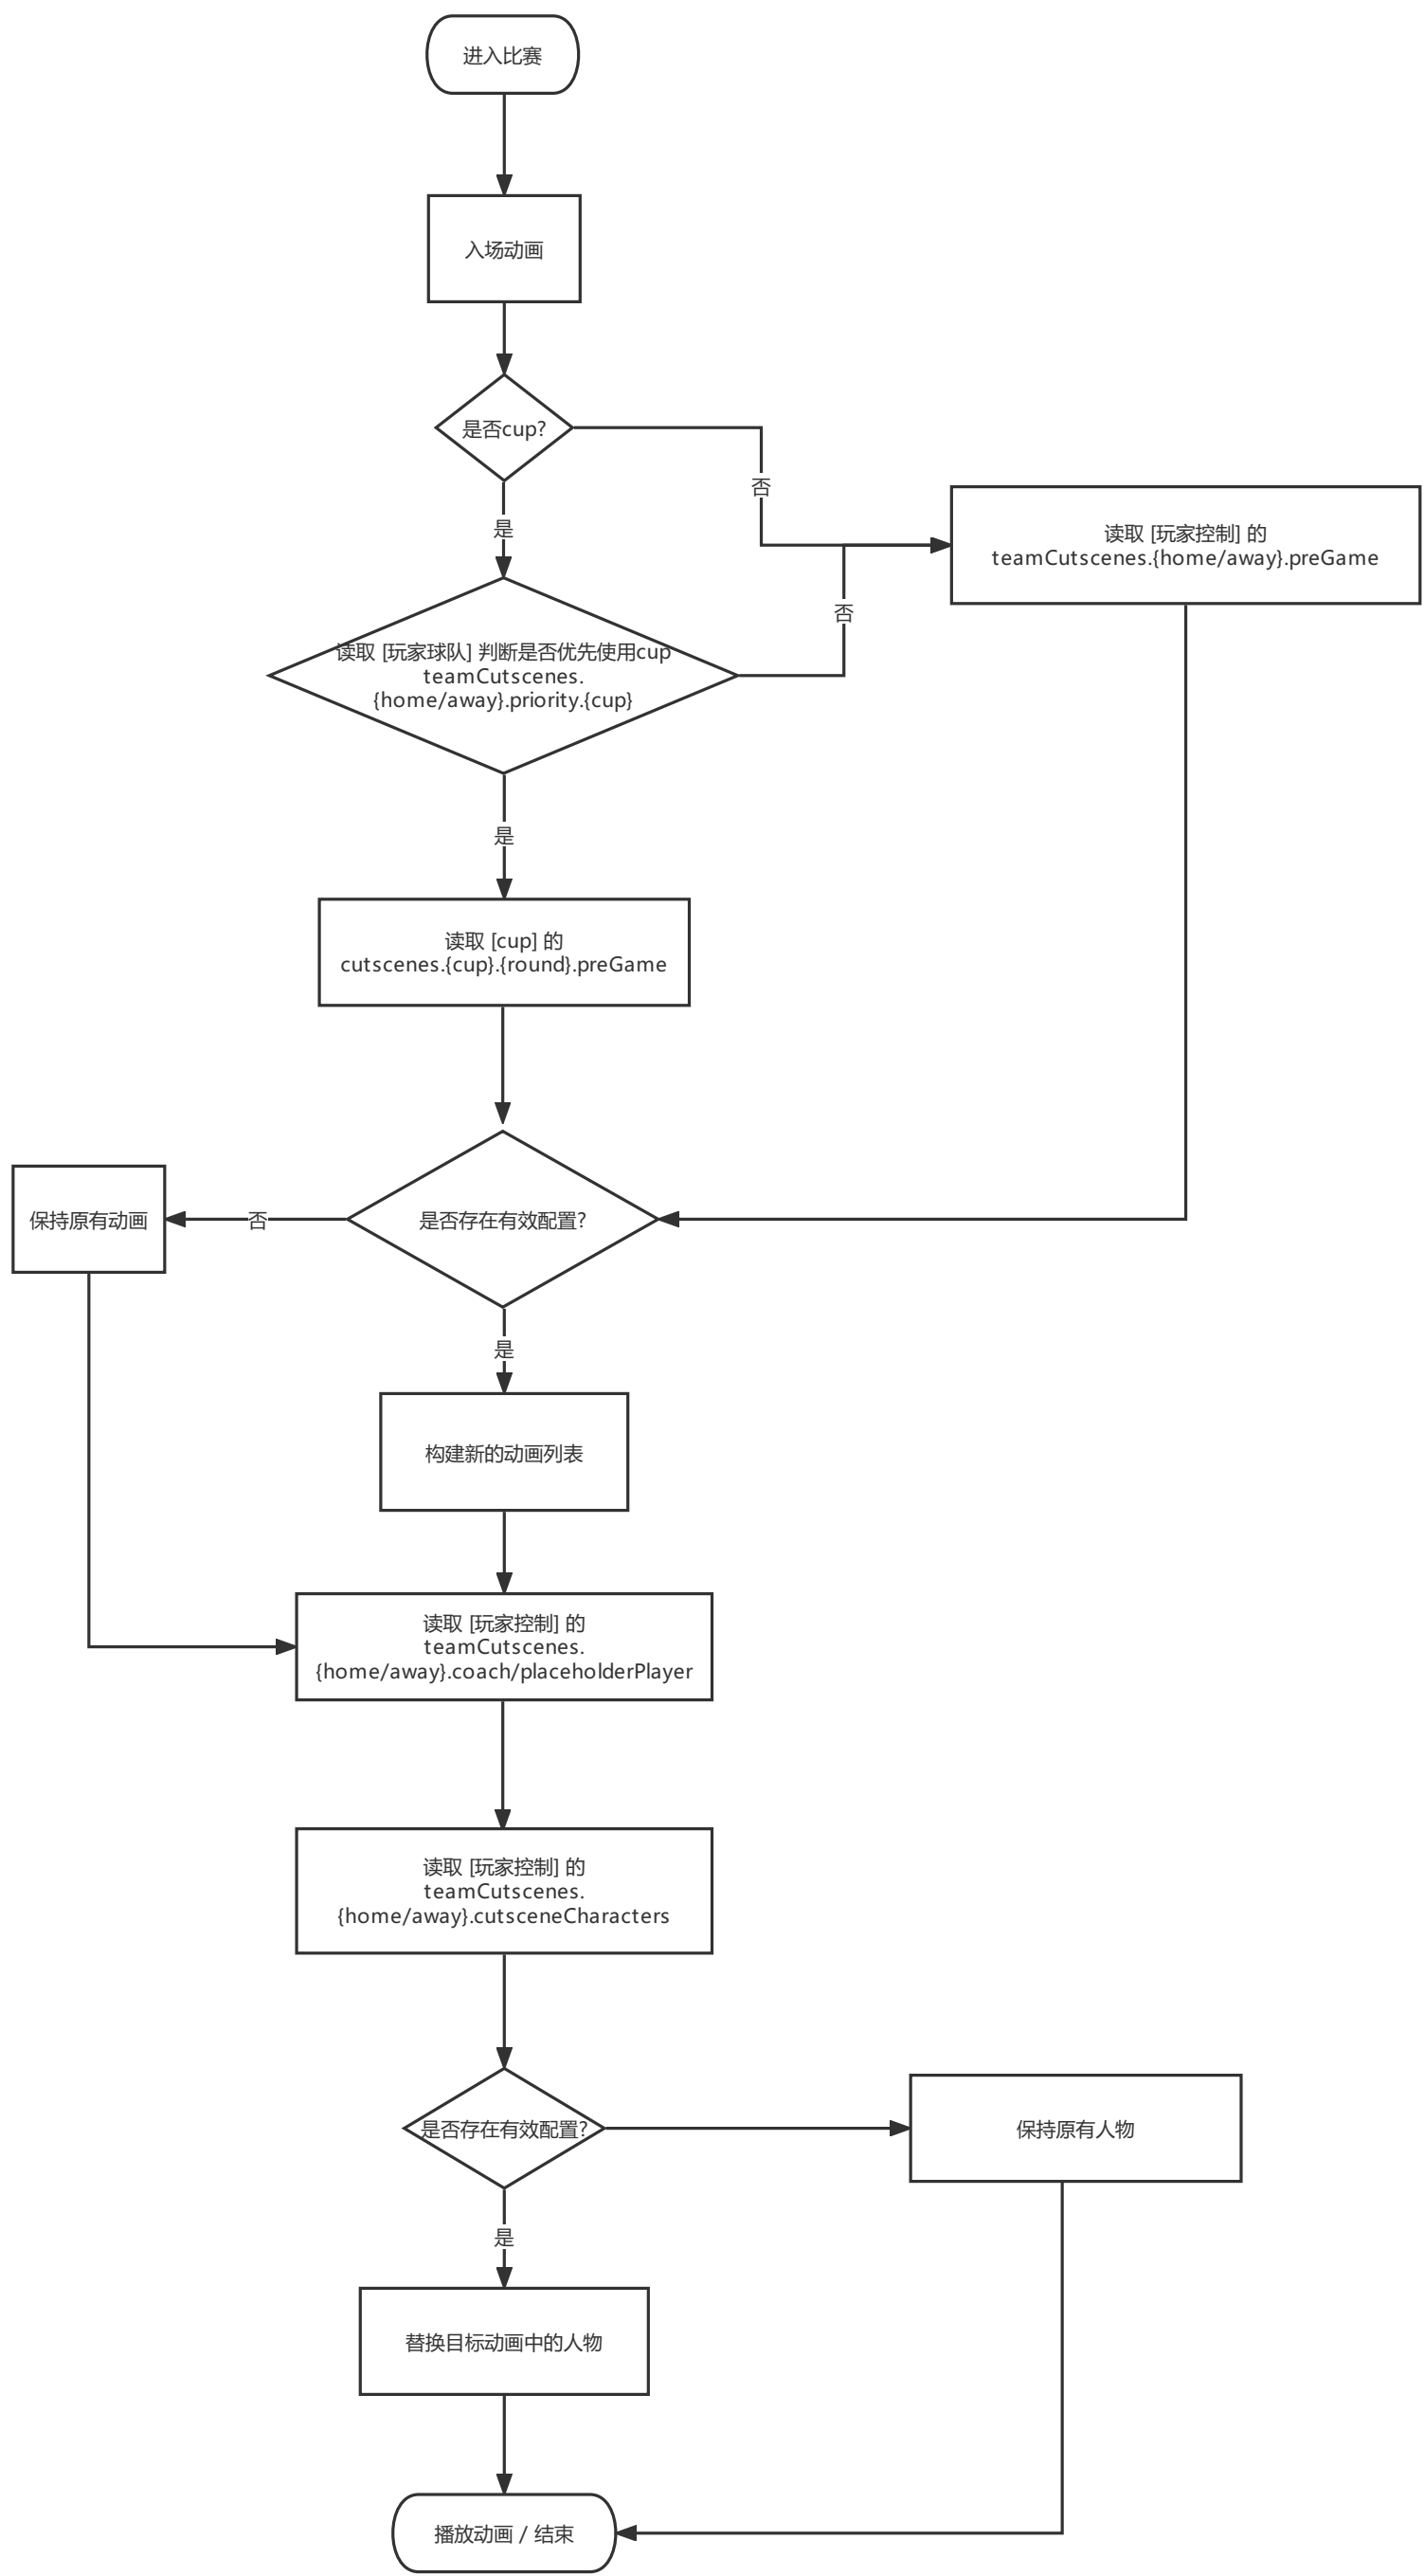 进入比赛
入场动画
是否cup?
否
是
读取 [玩家控制] 的
teamCutscenes.{home/away}.preGame
否
读取 [玩家球队] 判断是否优先使用cup
teamCutscenes.
{home/away}.priority.{cup}
是
读取 [cup] 的
cutscenes.{cup}.{round}.preGame
保持原有动画
否
是否存在有效配置?
是
构建新的动画列表
读取 [玩家控制] 的
teamCutscenes.
{home/away}.coach/placeholderPlayer
读取 [玩家控制] 的
teamCutscenes.
{home/away}.cutsceneCharacters
是否存在有效配置?
保持原有人物
是
替换目标动画中的人物
播放动画 / 结束